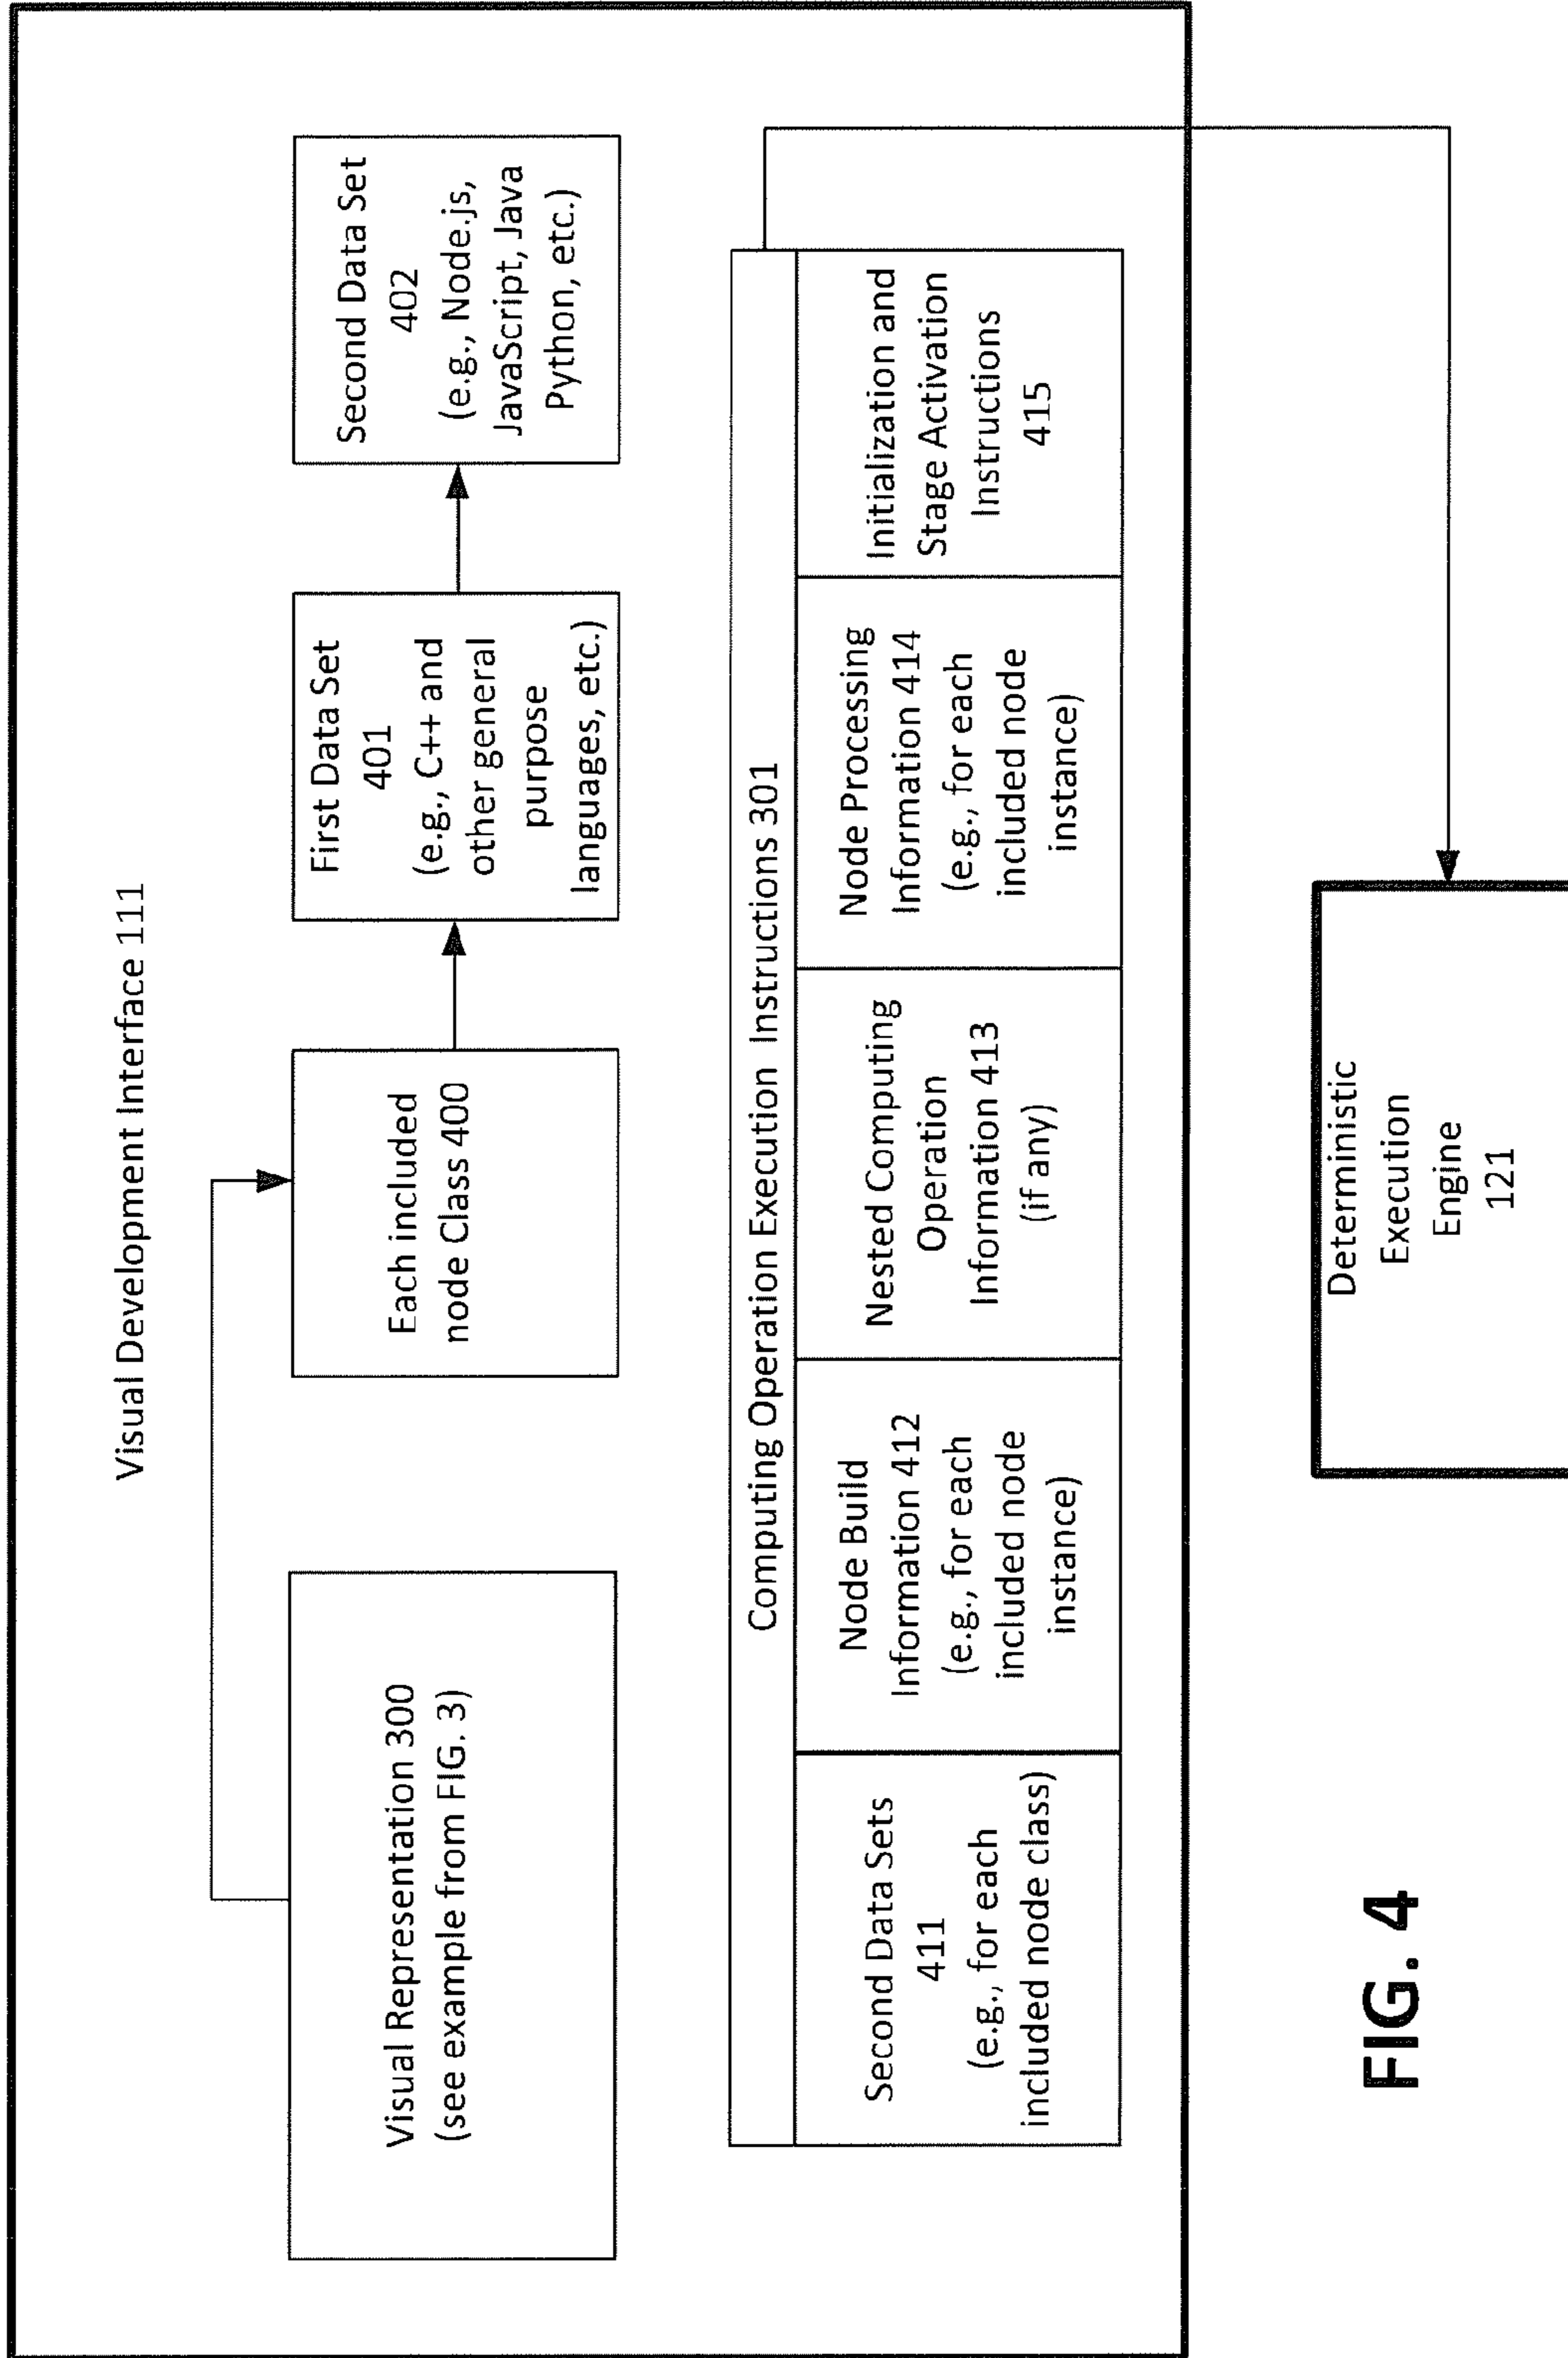 Visual Development Interface 111
Visual Representation 300
(see example from FIG. 3)
Each included
node Class 400
First Data Set
401
(e.g., C++ and
other general
purpose
languages, etc.)
Second Data Set
402
(e.g., Node.js,
JavaScript, Java
Python, etc.)
Computing Operation Execution Instructions 301
Second Data Sets
411
(e.g., for each
included node class)
Node Build
Information 412
(e.g., for each
included node
instance)
Nested Computing
Operation
Information 413
(if any)
Node Processing
Information 414
(e.g., for each
included node
instance)
Initialization and
Stage Activation
Instructions
415
Deterministic
Execution
Engine
121
FIG. 4